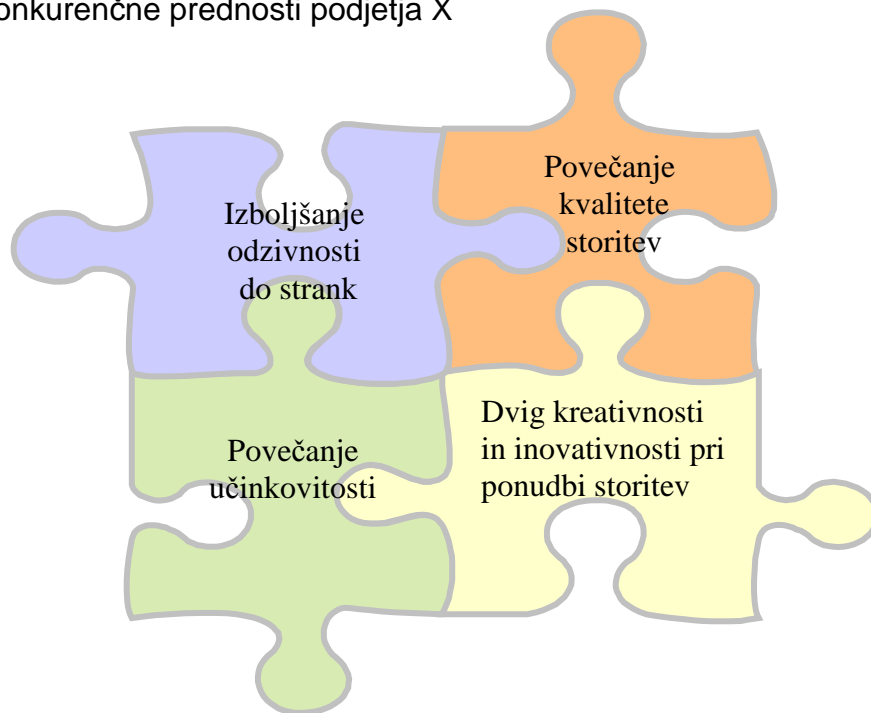 onkurenčne prednosti podjetja X
Izboljšanje
odzivnosti
do strank
Povečanje
kvalitete
storitev
Povečanje
učinkovitosti
Dvig kreativnosti
in inovativnosti pri
ponudbi storitev